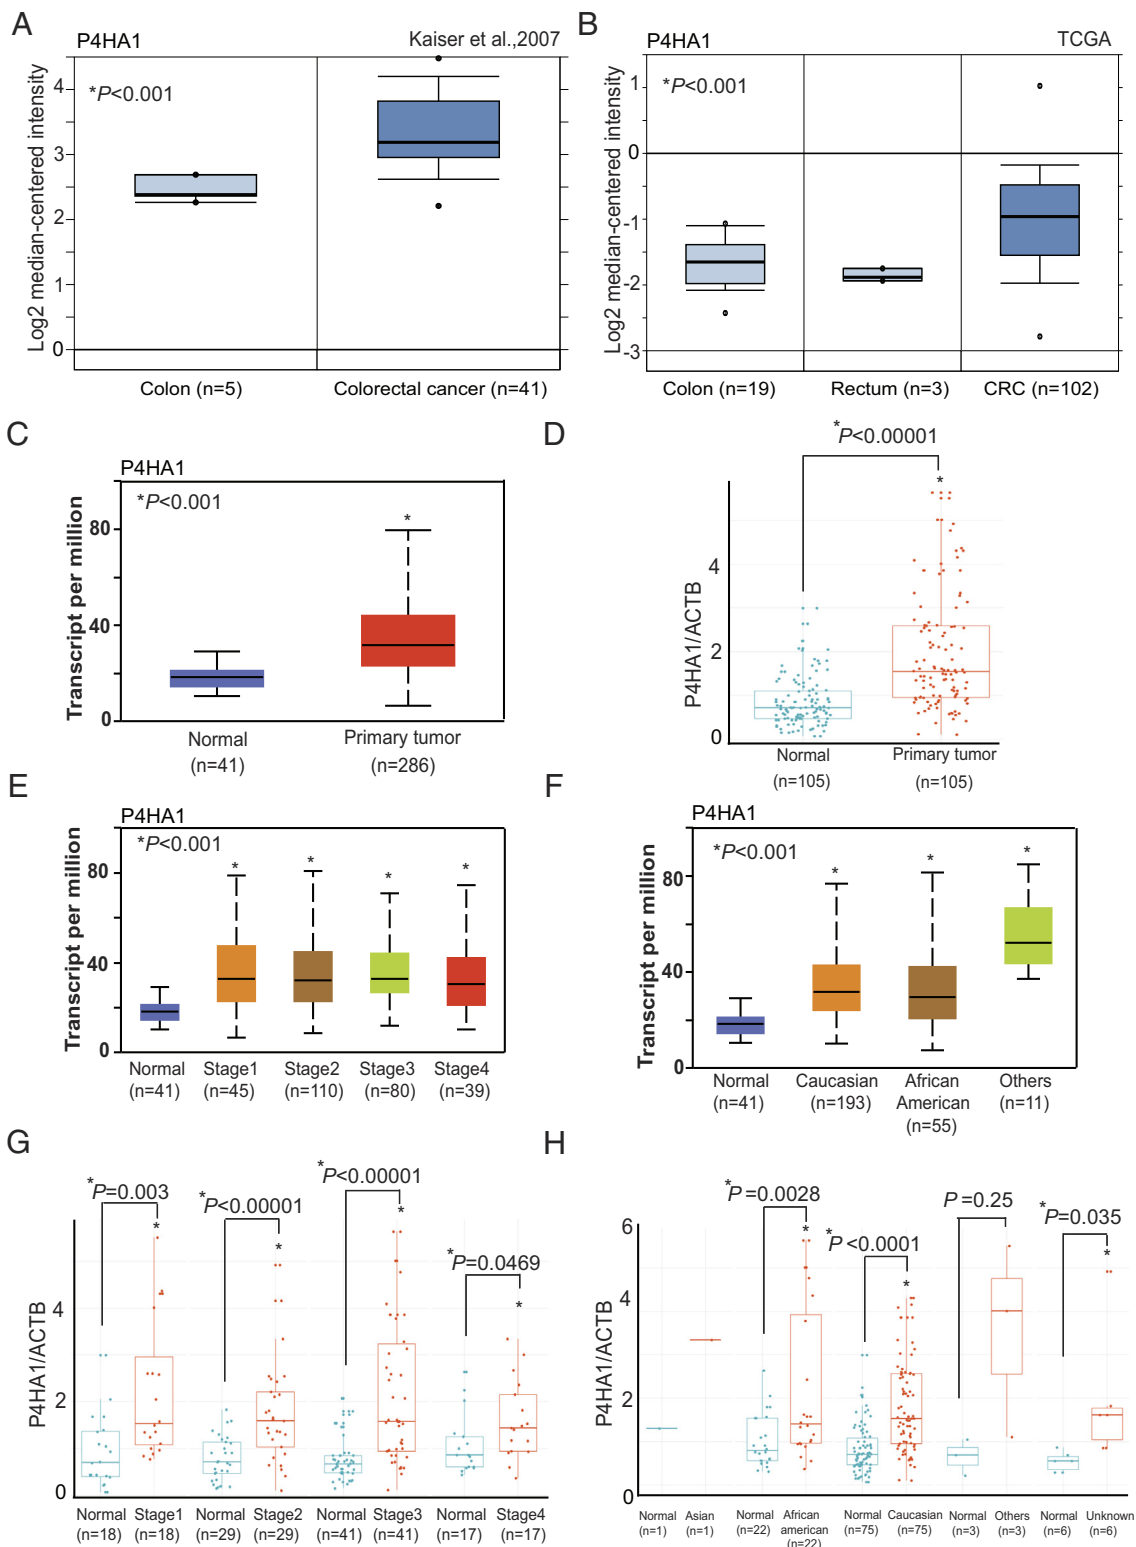 A
P4HA1
Kaiser et al.,2007
*P<0.001
Log2 median-centered intensity
4
3
2
1
0
Colon (n=5)
Colorectal cancer (n=41)
B
P4HA1
TCGA
*P<0.001
Log2 median-centered intensity
1
0
-1
-2
-3
Colon (n=19)
Rectum (n=3)
CRC (n=102)
C
P4HA1
*P<0.001
*
Transcript per million
80
40
0
Normal
(n=41)
Primary tumor
(n=286)
D
*P<0.00001
*
P4HA1/ACTB
4
2
0
Normal
(n=105)
Primary tumor
(n=105)
E
P4HA1
*P<0.001
* * * *
Transcript per million
80
40
0
Normal
(n=41)
Stage1
(n=45)
Stage2
(n=110)
Stage3
(n=80)
Stage4
(n=39)
F
P4HA1
*P<0.001
* * *
Transcript per million
80
40
0
Normal
(n=41)
Caucasian
(n=193)
African
American
(n=55)
Others
(n=11)
G
*P=0.003
*
*P<0.00001
*
*P<0.00001
*
*P=0.0469
*
P4HA1/ACTB
4
2
0
Normal
(n=18)
Stage1
(n=18)
Normal
(n=29)
Stage2
(n=29)
Normal
(n=41)
Stage3
(n=41)
Normal
(n=17)
Stage4
(n=17)
H
*P=0.0028
*
*P<0.0001
*
P=0.25
*P=0.035
*
P4HA1/ACTB
6
4
2
0
Normal
(n=1)
Asian
(n=1)
Normal
(n=22)
African
american
(n=22)
Normal
(n=75)
Caucasian
(n=75)
Normal
(n=3)
Others
(n=3)
Normal
(n=6)
Unknown
(n=6)